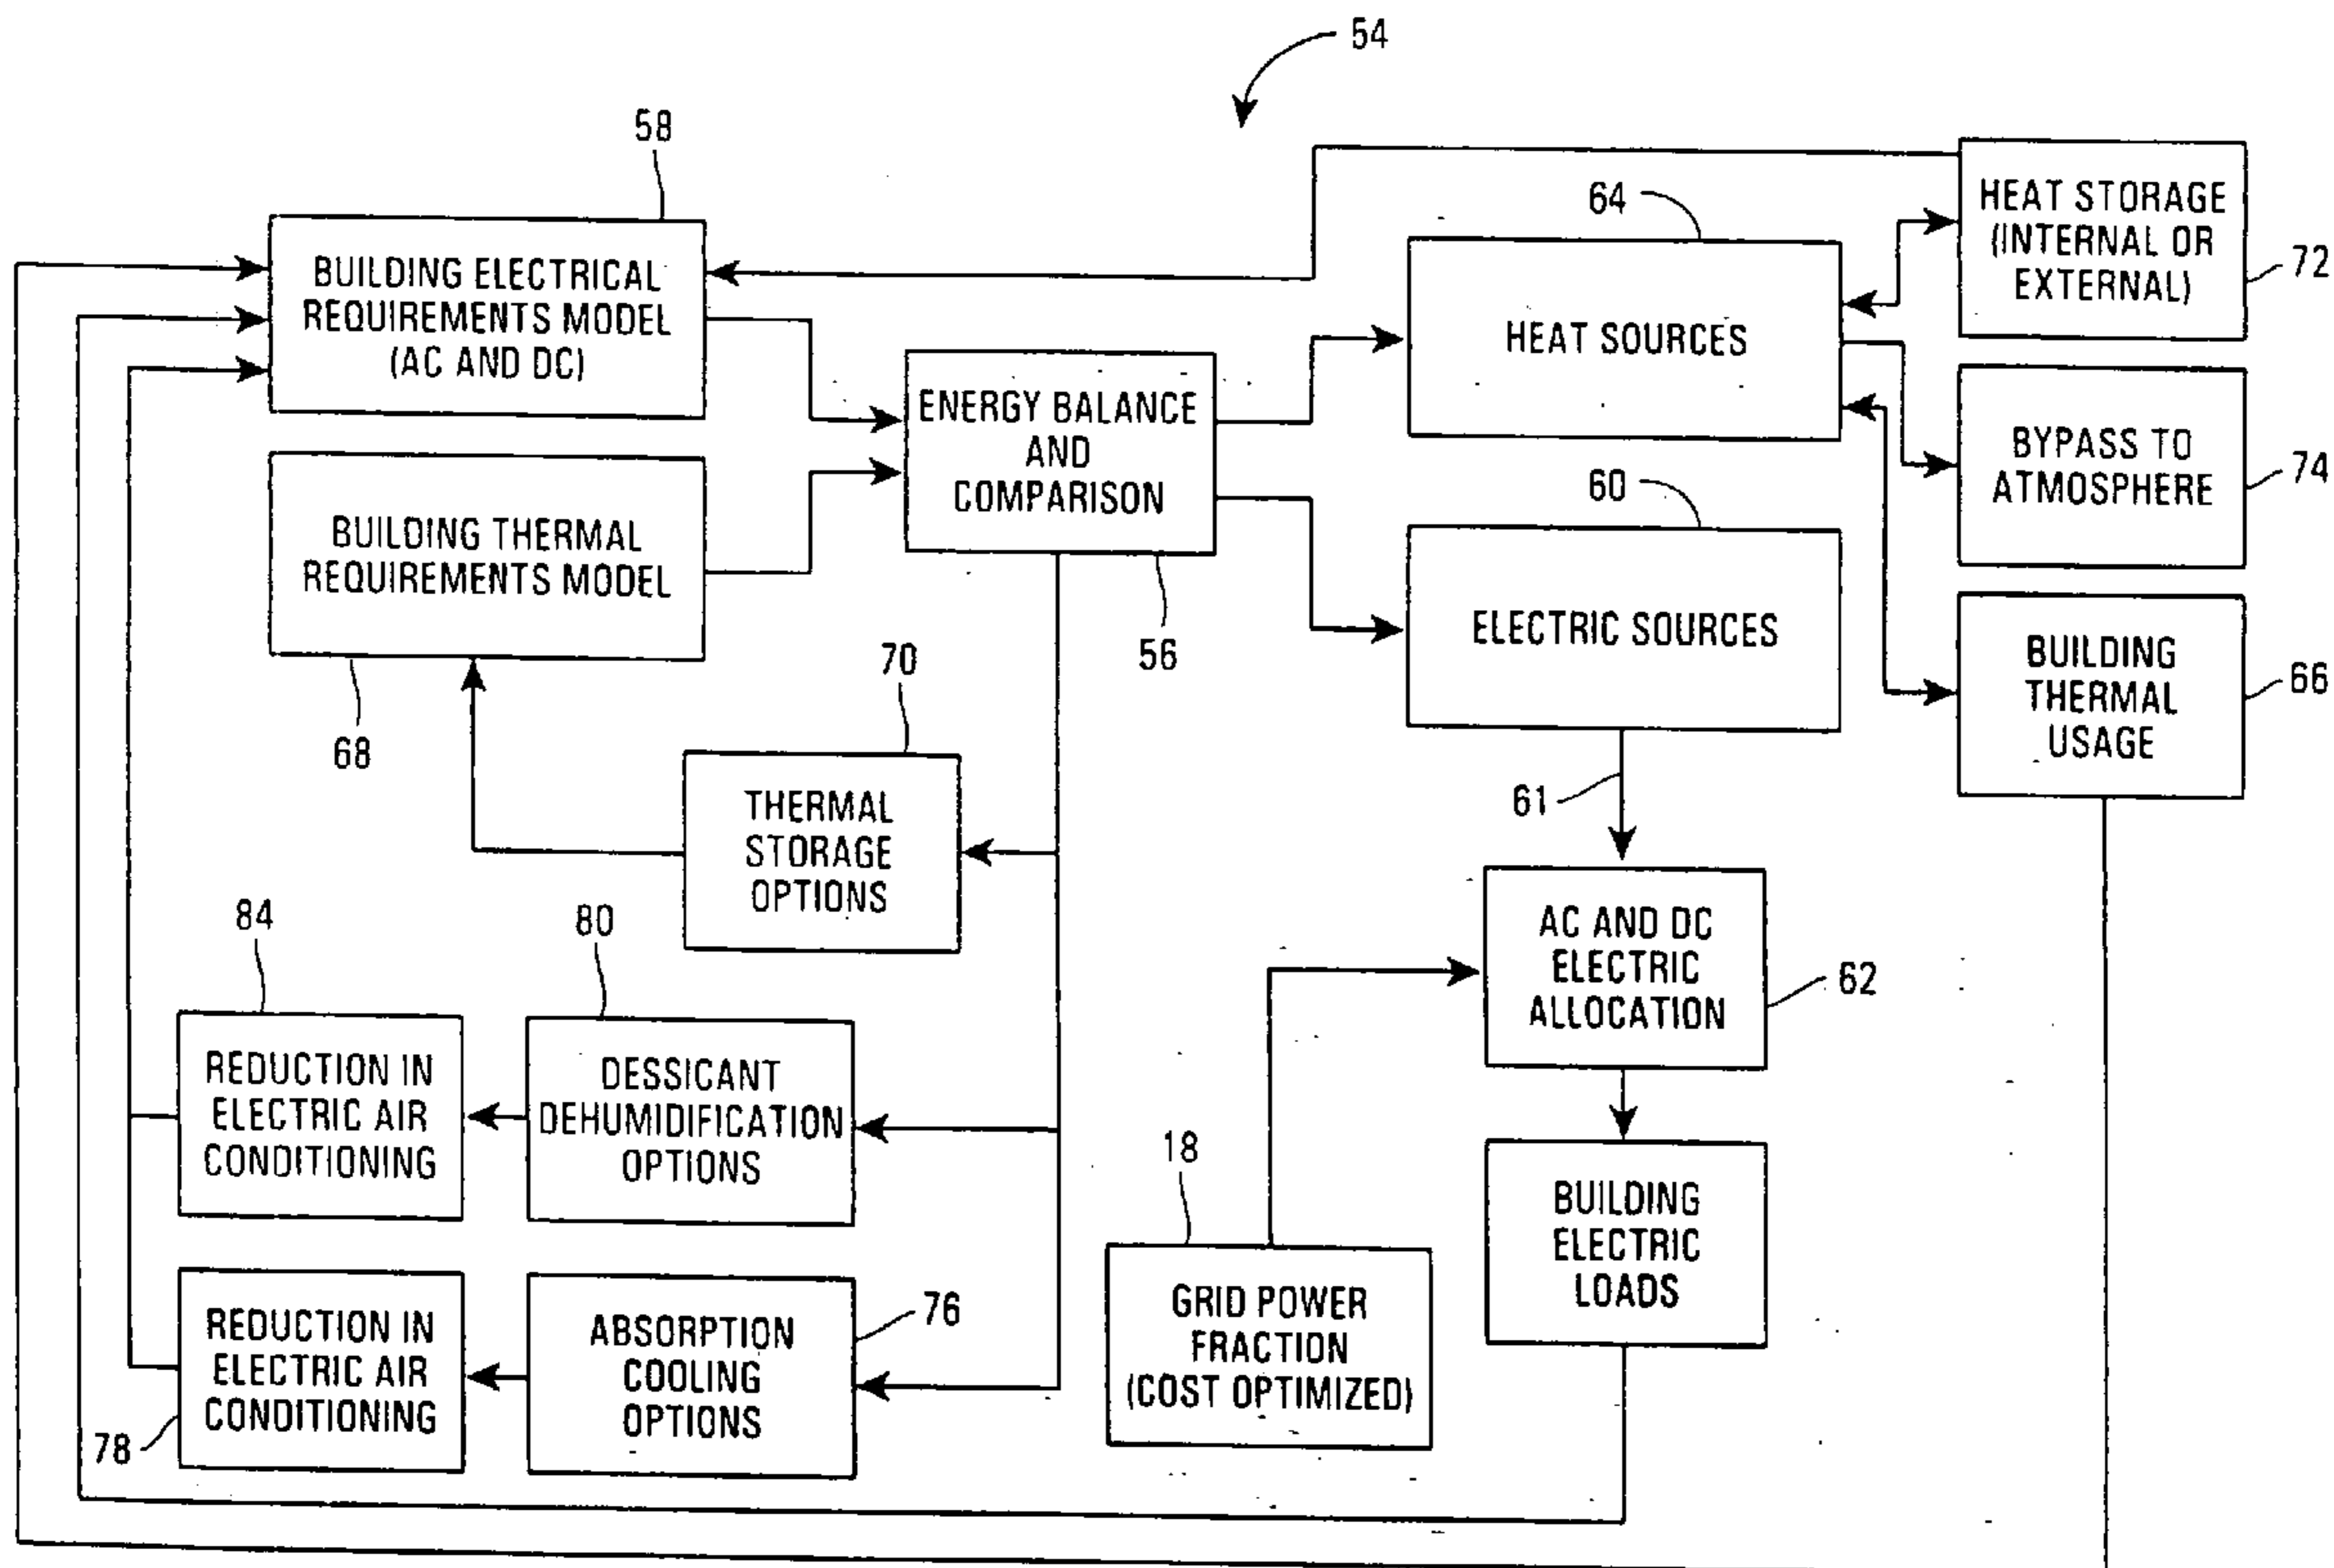 54
58
BUILDING ELECTRICAL
REQUIREMENTS MODEL
(AC AND DC)
64
HEAT SOURCES
HEAT STORAGE
(INTERNAL OR
EXTERNAL)
72
ENERGY BALANCE
AND
COMPARISON
56
BYPASS TO
ATMOSPHERE
74
BUILDING THERMAL
REQUIREMENTS MODEL
68
60
ELECTRIC SOURCES
61
BUILDING
THERMAL
USAGE
66
70
THERMAL
STORAGE
OPTIONS
84
REDUCTION IN
ELECTRIC AIR
CONDITIONING
80
DESSICANT
DEHUMIDIFICATION
OPTIONS
AC AND DC
ELECTRIC
ALLOCATION
62
18
GRID POWER
FRACTION
(COST OPTIMIZED)
BUILDING
ELECTRIC
LOADS
REDUCTION IN
ELECTRIC AIR
CONDITIONING
78
ABSORPTION
COOLING
OPTIONS
76